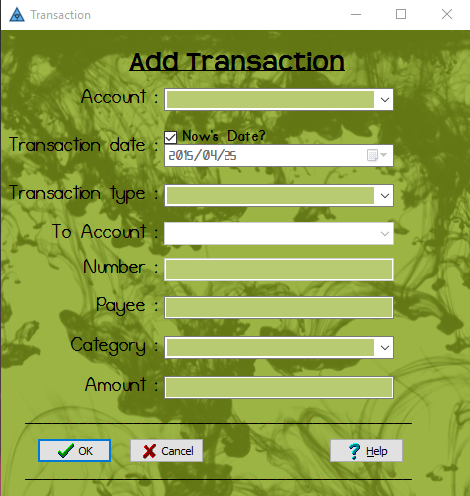 Transaction
Add Transaction
Account :
Now's Date?
Transaction date :
2015/04/25
Transaction type :
To Account :
Number :
Payee :
Category :
Amount :
OK Cancel Help